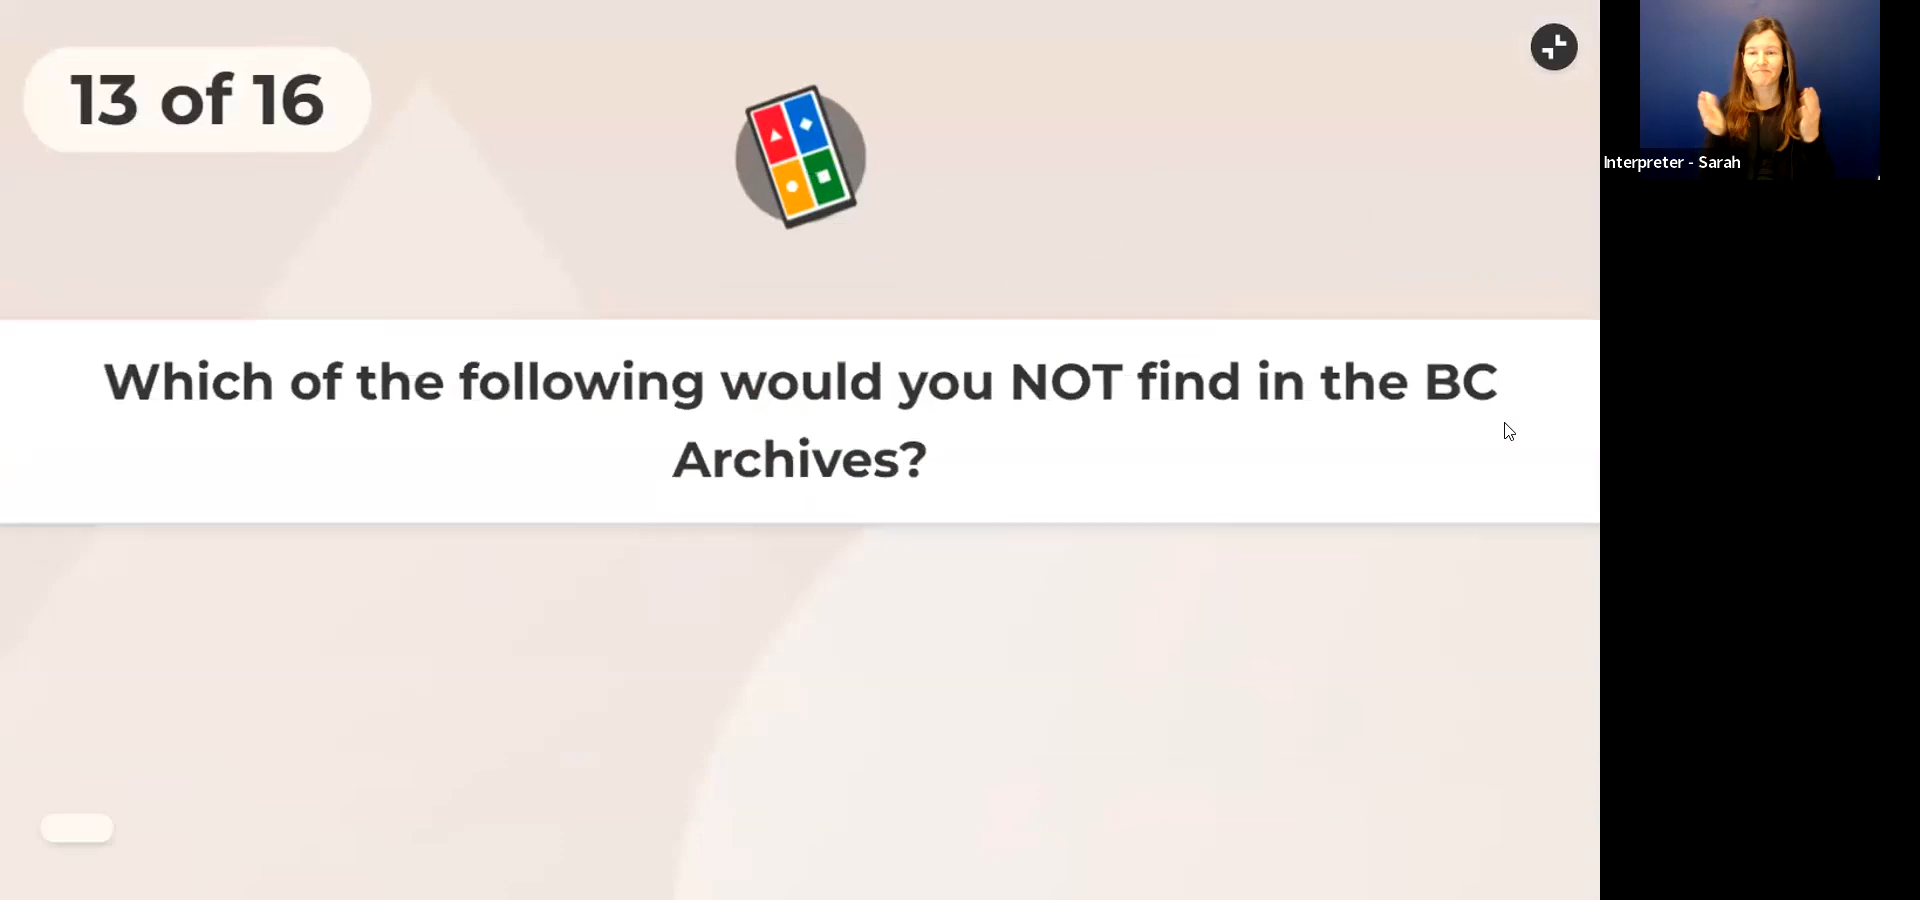 13 of 16
Interpreter - Sarah
Which of the following would you NOT find in the BC
Archives?